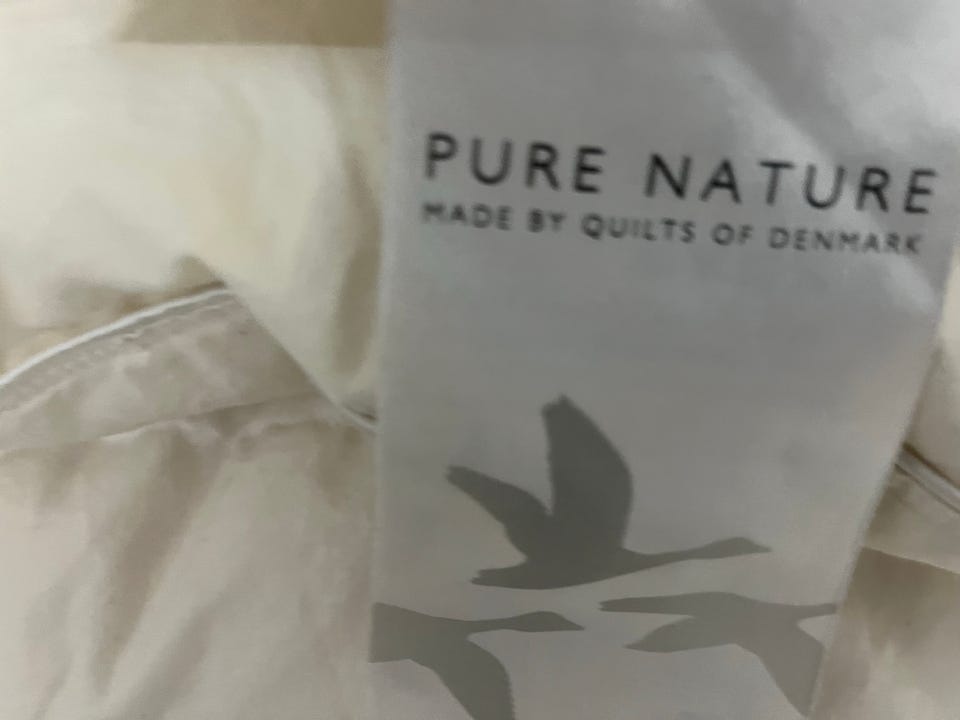 PURE NATURE
MADE BY QUILTS OF DENMARK